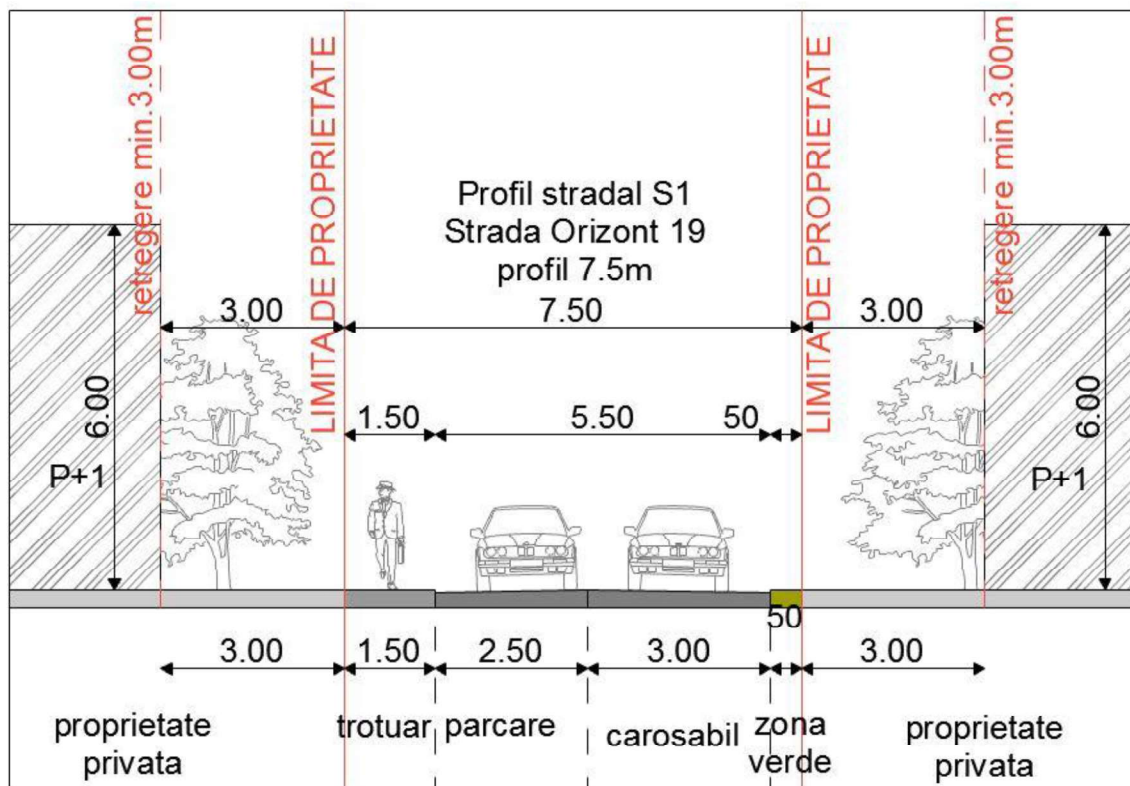 retregere min.3.00m
LIMITA DE PROPRIETATE
LIMITA DE PROPRIETATE
retregere min.3.00m
Profil stradal S1
Strada Orizont 19
profil 7.5m
3.00 7.50 3.00
1.50 5.50 50
6.00 6.00
P+1 P+1
50
3.00 1.50 2.50 3.00 3.00
proprietate privata
trotuar
parcare
carosabil
zona verde
proprietate privata